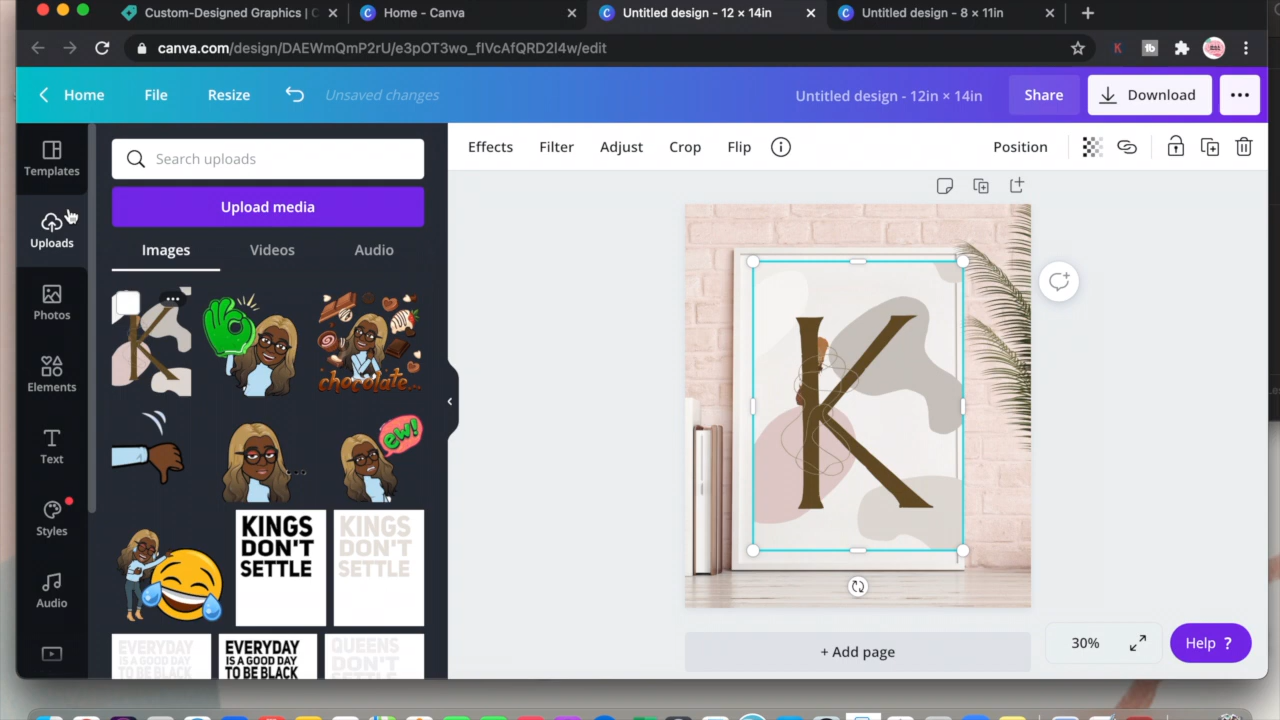 Custom-Designed Graphics | C
Home - Canva
Untitled design - 12 × 14in
Untitled design - 8 × 11in
canva.com/design/DAEWmQmP2rU/e3pOT3wo_fIVcAfQRD2l4w/edit
Home
File
Resize
Unsaved changes
Untitled design - 12in × 14in
Share
Download
Templates
Uploads
Photos
Elements
Text
Styles
Audio
Search uploads
Upload media
Images
Videos
Audio
K
chocolate...
ew!
KINGS
DON'T
SETTLE
KINGS
DON'T
SETTLE
EVERYDAY
IS A GOOD DAY
TO BE BLACK
EVERYDAY
IS A GOOD DAY
TO BE BLACK
QUEENS
DON'T
Effects
Filter
Adjust
Crop
Flip
Position
K
+ Add page
30%
Help ?